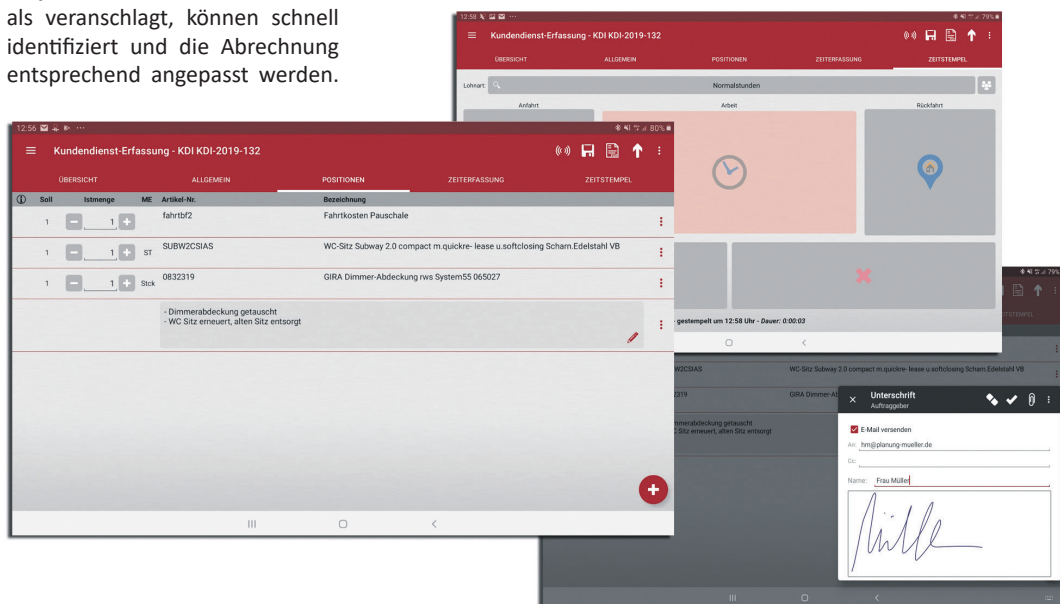 als veranschlagt, können schnell
identifiziert und die Abrechnung
entsprechend angepasst werden.
12:58
79%
Kundendienst-Erfassung - KDI KDI-2019-132
ÜBERSICHT ALLGEMEIN POSITIONEN ZEITERFASSUNG ZEITSTEMPEL
Lohnart: Normalstunden
Anfahrt Arbeit Rückfahrt
gestempelt um 12:58 Uhr - Dauer: 0:00:03
12:56
80%
Kundendienst-Erfassung - KDI KDI-2019-132
ÜBERSICHT ALLGEMEIN POSITIONEN ZEITERFASSUNG ZEITSTEMPEL
Soll Istmenge ME Artikel-Nr. Bezeichnung
1 1 fahrtbf2 Fahrtkosten Pauschale
1 1 ST SUBW2CSIAS WC-Sitz Subway 2.0 compact m.quickre- lease u.softclosing Scharn.Edelstahl VB
1 1 Stck 0832319 GIRA Dimmer-Abdeckung rws System55 065027
- Dimmerabdeckung getauscht
- WC Sitz erneuert, alten Sitz entsorgt
79%
ZEITSTEMPEL
W2CSIAS WC-Sitz Subway 2.0 compact m.quickre- lease u.softclosing Scharn.Edelstahl VB
2319 GIRA Dimmer-Ab
mmerabdeckung getauscht
C Sitz erneuert, alten Sitz entsorgt
Unterschrift
Auftraggeber
E-Mail versenden
An: hm@planung-mueller.de
Cc:
Name: Frau Müller